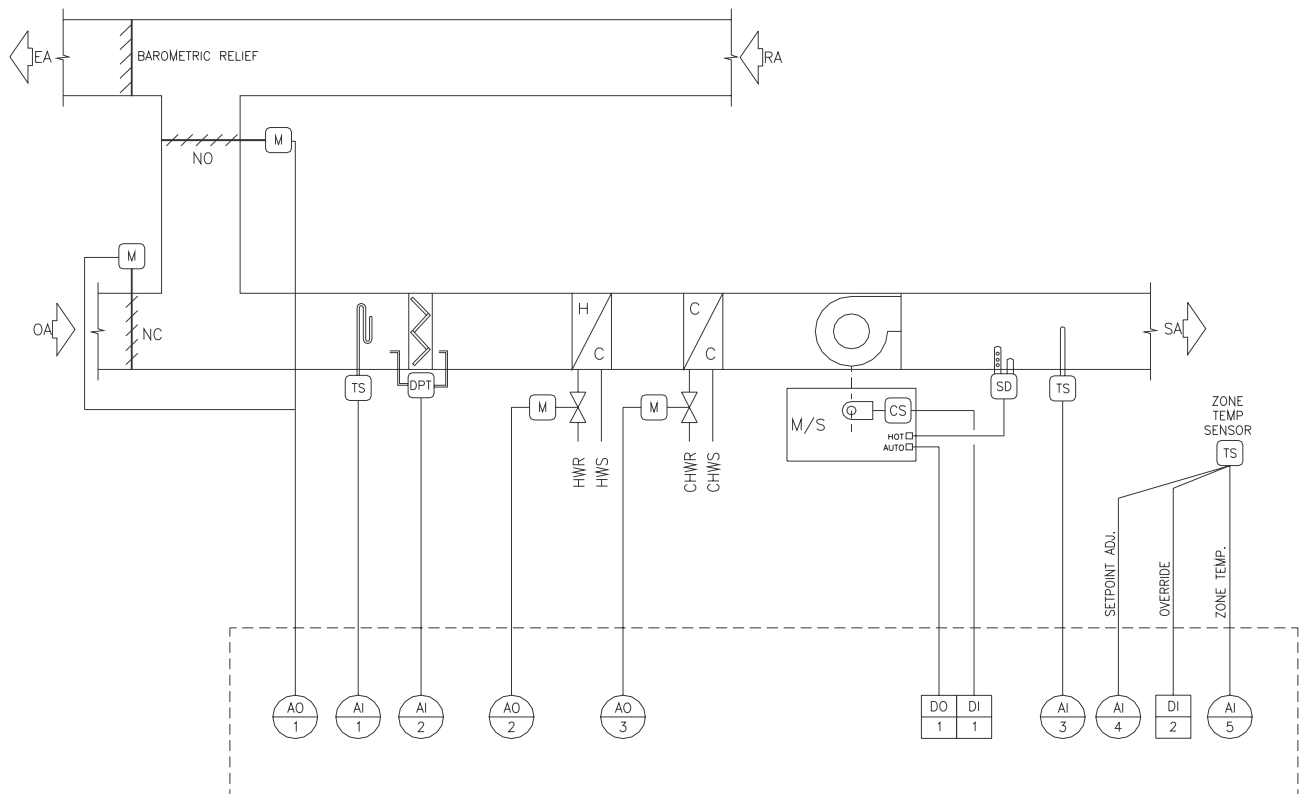 EA
BAROMETRIC RELIEF
RA
M
NO
M
OA
NC
H
C
C
C
SA
TS
DPT
M
M
M/S
CS
HOT
AUTO
SD
TS
ZONE
TEMP
SENSOR
TS
HWR
HWS
CHWR
CHWS
SETPOINT ADJ.
OVERRIDE
ZONE TEMP.
AO
1
AI
1
AI
2
AO
2
AO
3
DO
1
DI
1
AI
3
AI
4
DI
2
AI
5